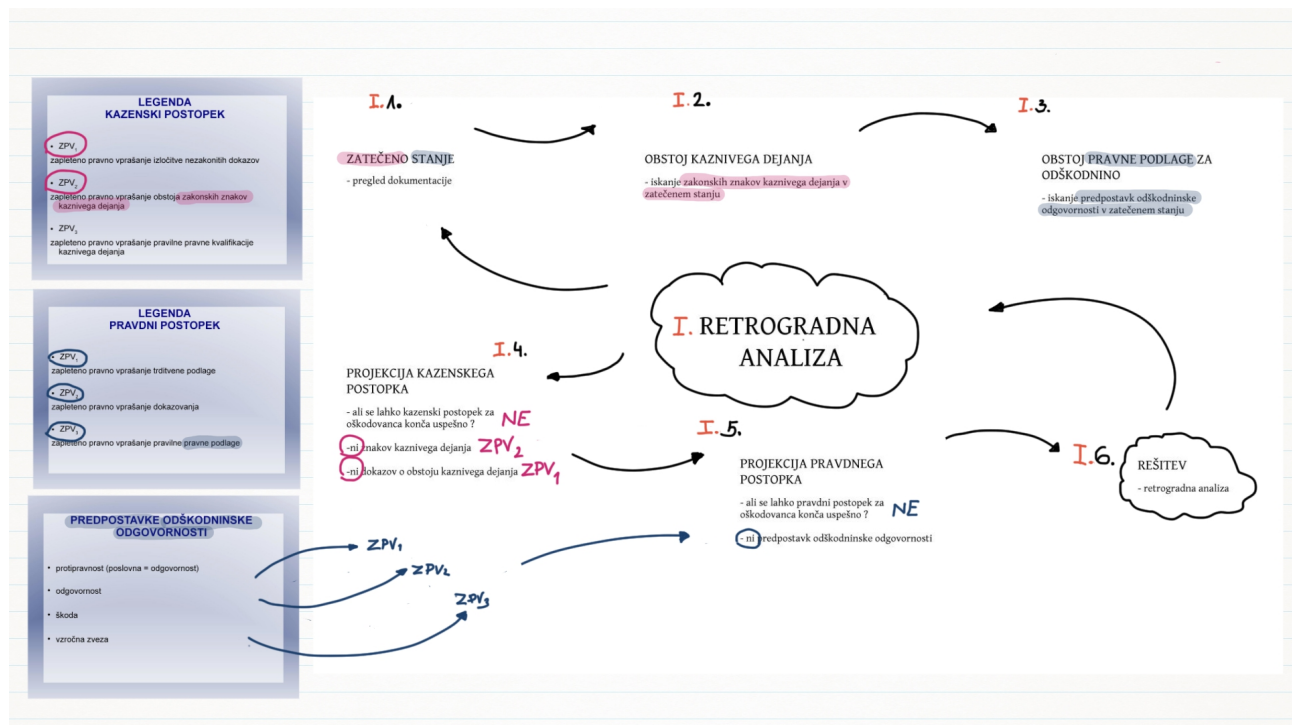 LEGENDA
KAZENSKI POSTOPEK
• ZPV₁
zapleteno pravno vprašanje izločitve nezakonitih dokazov
• ZPV₂
zapleteno pravno vprašanje obstoja zakonskih znakov
kaznivega dejanja
• ZPV₃
zapleteno pravno vprašanje pravilne pravne kvalifikacije
kaznivega dejanja
LEGENDA
PRAVDNI POSTOPEK
• ZPV₁
zapleteno pravno vprašanje trditvene podlage
• ZPV₂
zapleteno pravno vprašanje dokazovanja
• ZPV₃
zapleteno pravno vprašanje pravilne pravne podlage
PREDPOSTAVKE ODŠKODNINSKE
ODGOVORNOSTI
• protipravnost (poslovna = odgovornost)
• odgovornost
• škoda
• vzročna zveza
ZPV₁
ZPV₂
ZPV₃
I.1.
ZATEČENO STANJE
- pregled dokumentacije
I.2.
OBSTOJ KAZNIVEGA DEJANJA
- iskanje zakonskih znakov kaznivega dejanja v
zatečenem stanju
I.3.
OBSTOJ PRAVNE PODLAGE ZA
ODŠKODNINO
- iskanje predpostavk odškodninske
odgovornosti v zatečenem stanju
I. RETROGRADNA
ANALIZA
I.4.
PROJEKCIJA KAZENSKEGA
POSTOPKA
- ali se lahko kazenski postopek za
oškodovanca konča uspešno ? NE
-ni znakov kaznivega dejanja ZPV₂
-ni dokazov o obstoju kaznivega dejanja ZPV₁
I.5.
PROJEKCIJA PRAVDNEGA
POSTOPKA
- ali se lahko pravdni postopek za
oškodovanca konča uspešno ? NE
- ni predpostavk odškodninske odgovornosti
I.6.
REŠITEV
- retrogradna analiza